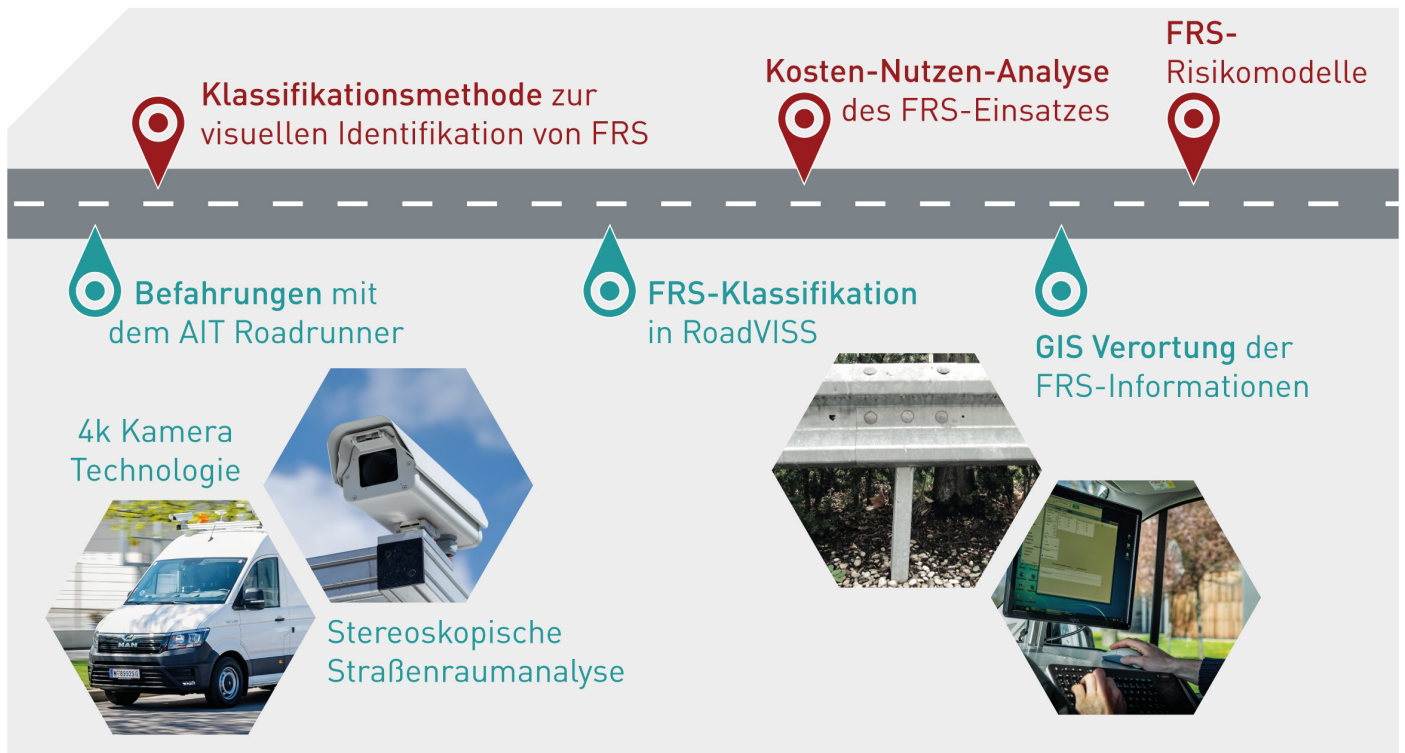 Klassifikationsmethode zur
visuellen Identifikation von FRS
Kosten-Nutzen-Analyse
des FRS-Einsatzes
FRS-
Risikomodelle
Befahrungen mit
dem AIT Roadrunner
FRS-Klassifikation
in RoadVISS
GIS Verortung der
FRS-Informationen
4k Kamera
Technologie
Stereoskopische
Straßenraumanalyse
MAN